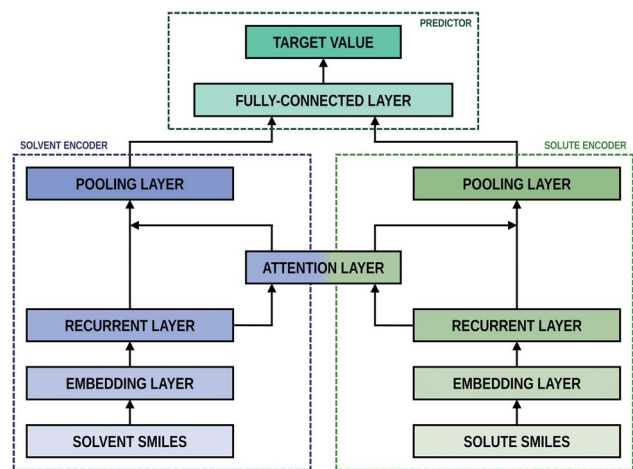 PREDICTOR
TARGET VALUE
FULLY-CONNECTED LAYER
SOLVENT ENCODER
SOLUTE ENCODER
POOLING LAYER
POOLING LAYER
ATTENTION LAYER
RECURRENT LAYER
RECURRENT LAYER
EMBEDDING LAYER
EMBEDDING LAYER
SOLVENT SMILES
SOLUTE SMILES